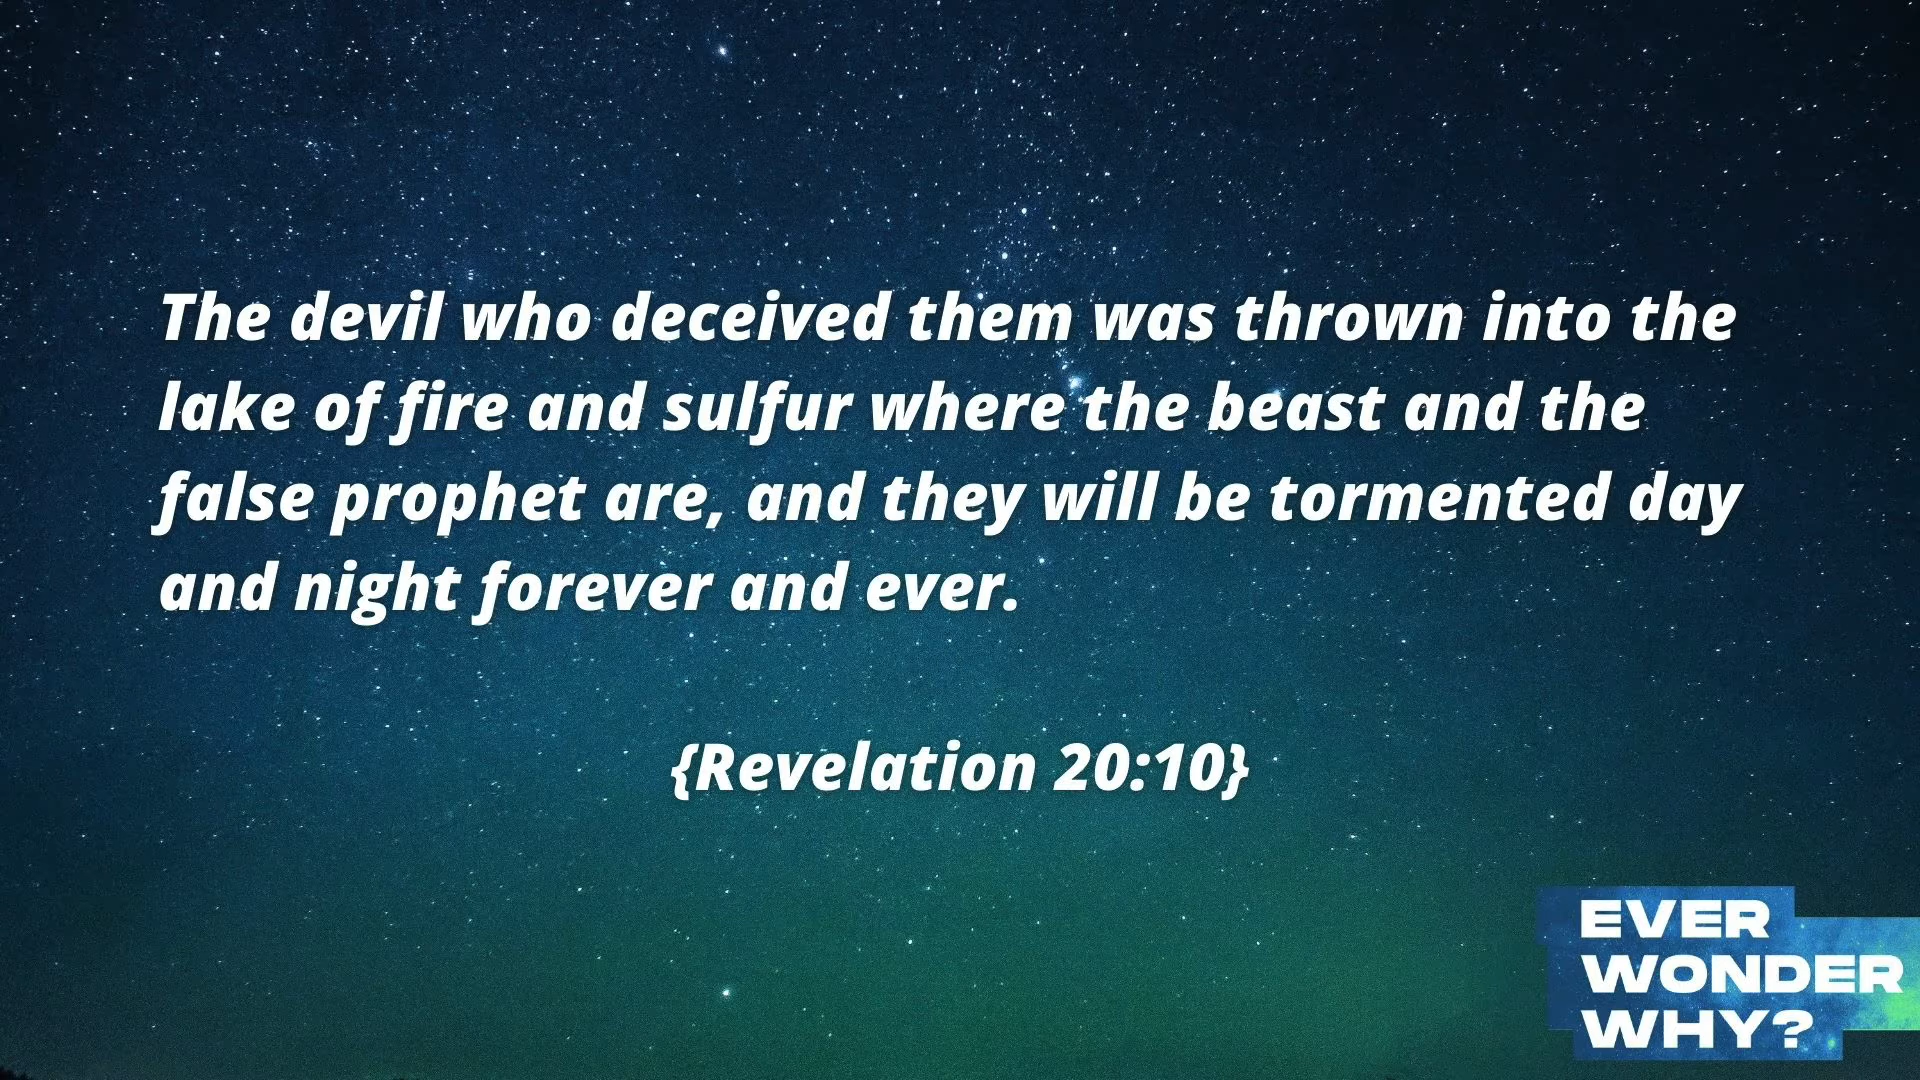 The devil who deceived them was thrown into the
lake of fire and sulfur where the beast and the
false prophet are, and they will be tormented day
and night forever and ever.
{Revelation 20:10}
EVER
WONDER
WHY?